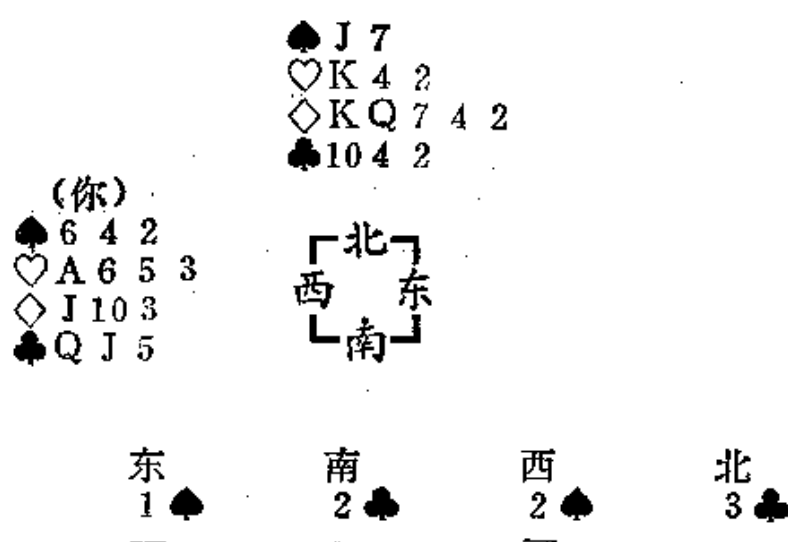 ♠ J 7
♡ K 4 2
♢ K Q 7 4 2
♣ 10 4 2
(你)
♠ 6 4 2
♡ A 6 5 3
♢ J 10 3
♣ Q J 5
北
西 东
南
东 南 西 北
1♠ 2♣ 2♠ 3♣